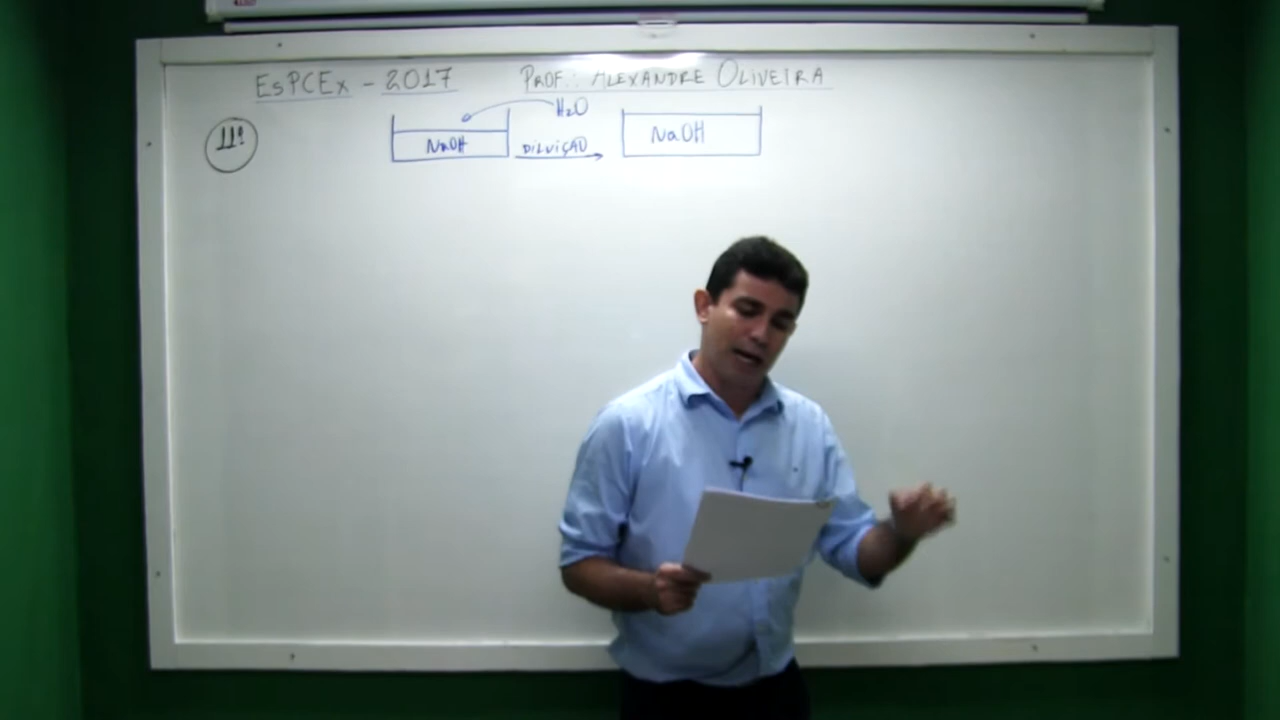 EsPCEx - 2017 PROF.: ALEXANDRE OLIVEIRA
11ª
H₂O
NaOH DILUIÇÃO NaOH